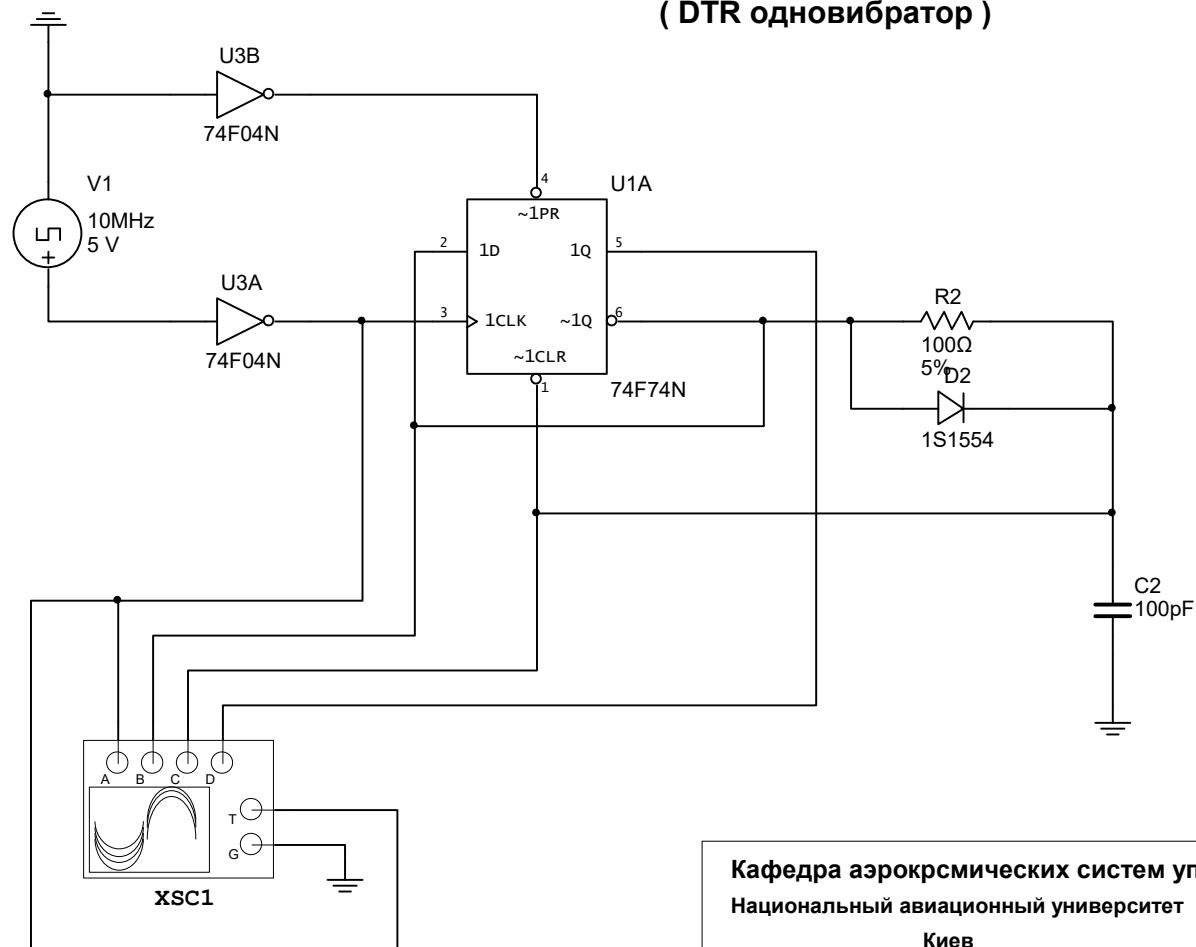 ( DTR одновибратор )
U3B
74F04N
V1
10MHz
5 V
4
U1A
~1PR
2
1D
1Q
5
U3A
3
1CLK
~1Q
6
R2
74F04N
~1CLR
100Ω
5%
D2
1
74F74N
1S1554
C2
100pF
A
B
C
D
T
G
XSC1
Кафедра аэрокрсмических систем уп
Национальный авиационный университет
Киев